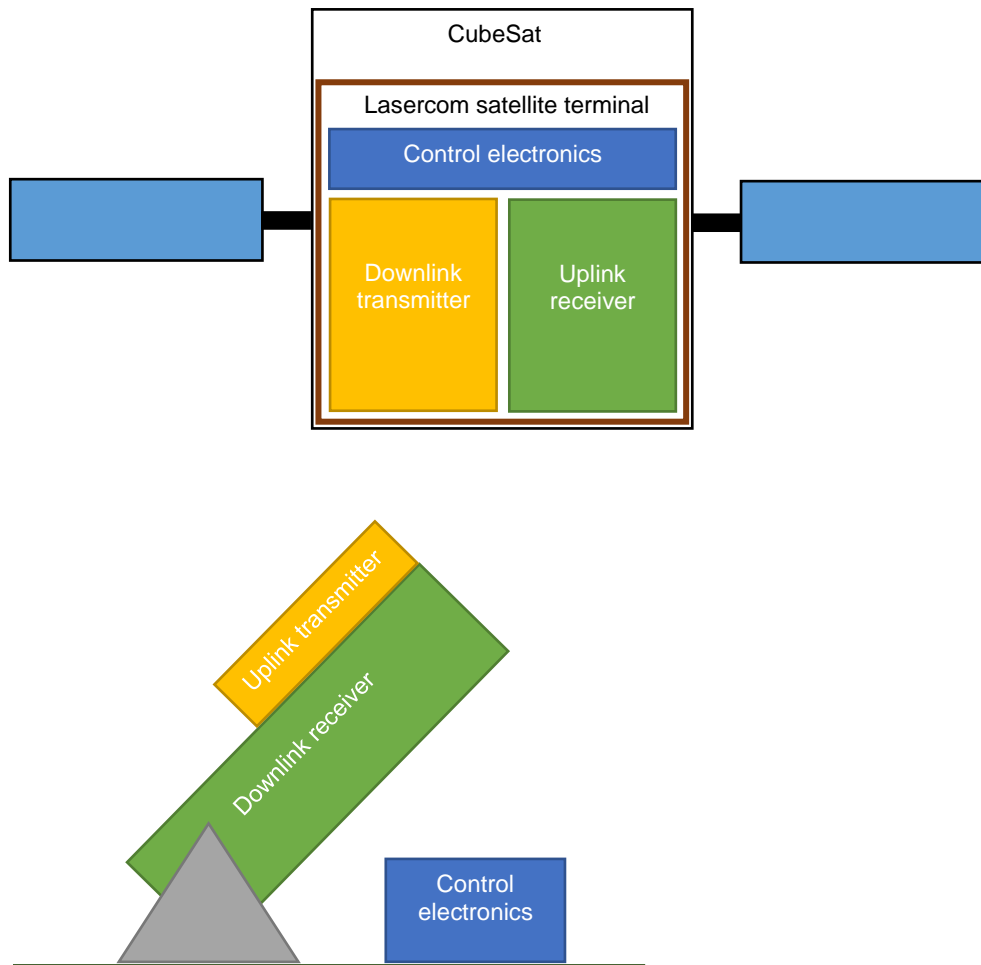 CubeSat
Lasercom satellite terminal
Control electronics
Downlink
transmitter
Uplink
receiver
Uplink transmitter
Downlink receiver
Control
electronics